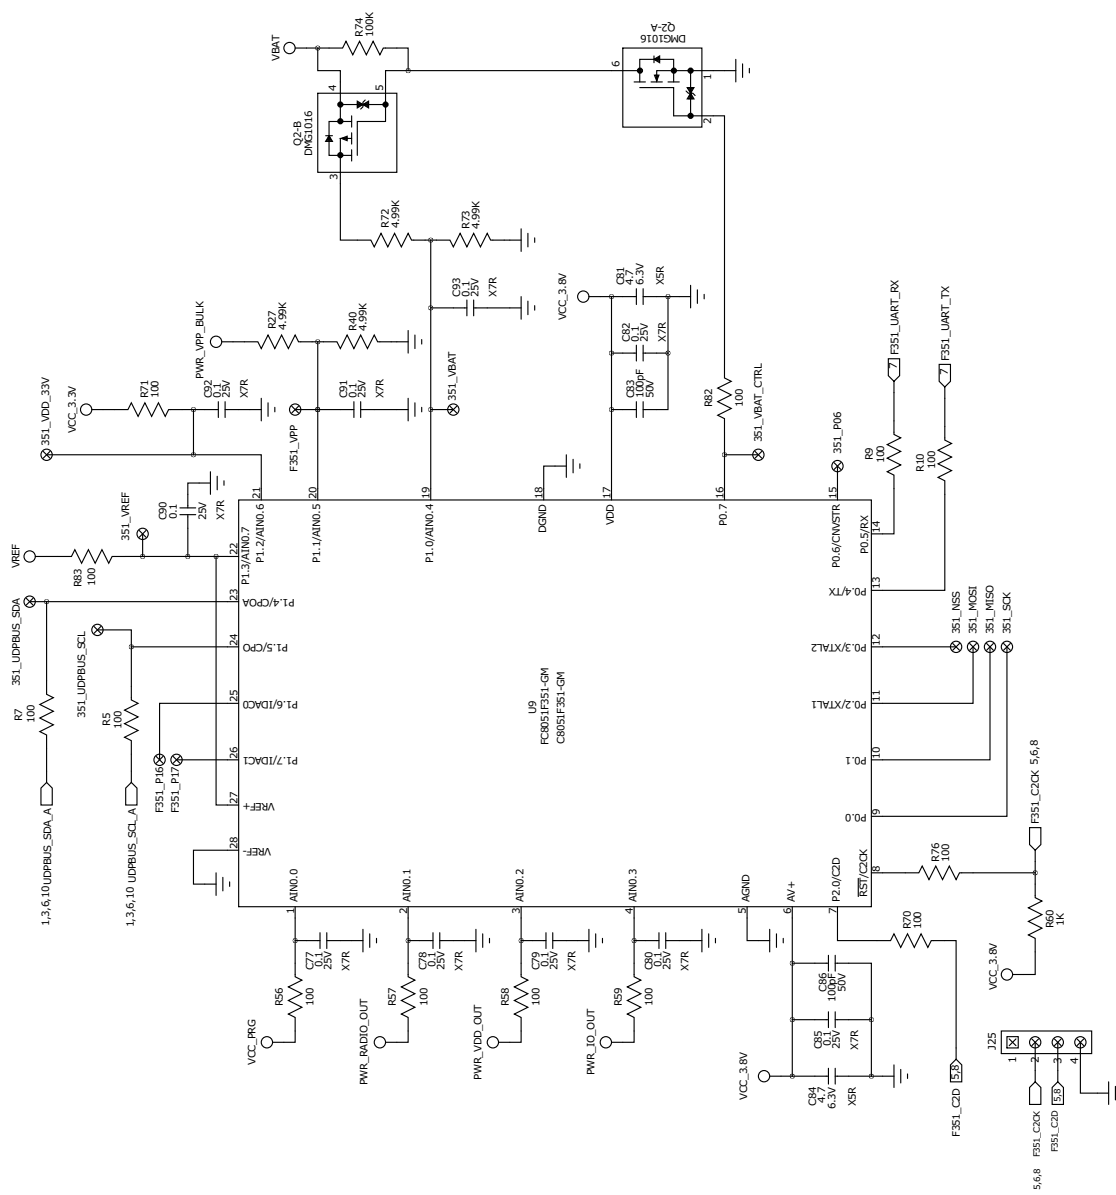 VBAT
R74
100K
Q2-A
DMG1016
6
1
2
4
5
Q2-B
DMG1016
3
R72
4.99K
R73
4.99K
C93
0.1
25V
X7R
VCC_3.8V
C81
4.7
6.3V
X5R
C82
0.1
25V
X7R
C83
100pF
50V
PWR_VPP_BULK
R27
4.99K
R40
4.99K
C91
0.1
25V
X7R
F351_VPP
351_VBAT
351_VDD_33V
VCC_3.3V
R71
100
C92
0.1
25V
X7R
R82
100
351_VBAT_CTRL
351_P06
R9
100
7
F351_UART_RX
R10
100
7
F351_UART_TX
VREF
R83
100
351_VREF
C90
0.1
25V
X7R
351_UDPBUS_SDA
R7
100
1,3,6,10 UDPBUS_SDA_A
351_UDPBUS_SCL
R5
100
1,3,6,10 UDPBUS_SCL_A
F351_P16
F351_P17
22
P1.3/AIN0.7
21
P1.2/AIN0.6
20
P1.1/AIN0.5
19
P1.0/AIN0.4
18
DGND
17
VDD
16
P0.7
15
P0.6/CNVSTR
14
P0.5/RX
13
P0.4/TX
12
P0.3/XTAL2
11
P0.2/XTAL1
10
P0.1
9
P0.0
8
RST/C2CK
23
P1.4/CPOA
24
P1.5/CPO
25
P1.6/IDAC0
26
P1.7/IDAC1
27
VREF+
28
VREF-
U9
FC8051F351-GM
C8051F351-GM
351_NSS
351_MOSI
351_MISO
351_SCK
1
AIN0.0
2
AIN0.1
3
AIN0.2
4
AIN0.3
5
AGND
6
AV+
7
P2.0/C2D
C77
0.1
25V
X7R
R56
100
VCC_PRG
C78
0.1
25V
X7R
R57
100
PWR_RADIO_OUT
C79
0.1
25V
X7R
R58
100
PWR_VDD_OUT
C80
0.1
25V
X7R
R59
100
PWR_IO_OUT
C86
100pF
50V
C85
0.1
25V
X7R
C84
4.7
6.3V
X5R
VCC_3.8V
R70
100
F351_C2D
5,8
R76
100
F351_C2CK 5,6,8
R60
1K
VCC_3.8V
J25
1
2
3
4
5,6,8
F351_C2CK
F351_C2D
5,8